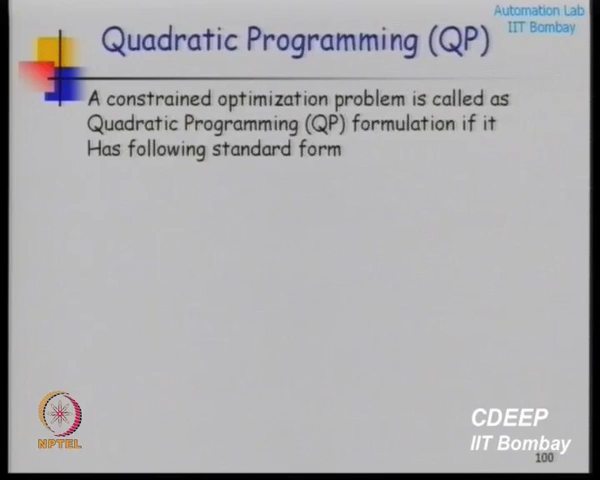 Automation Lab
IIT Bombay
Quadratic Programming (QP)
A constrained optimization problem is called as
Quadratic Programming (QP) formulation if it
Has following standard form
NPTEL
CDEEP
IIT Bombay
100